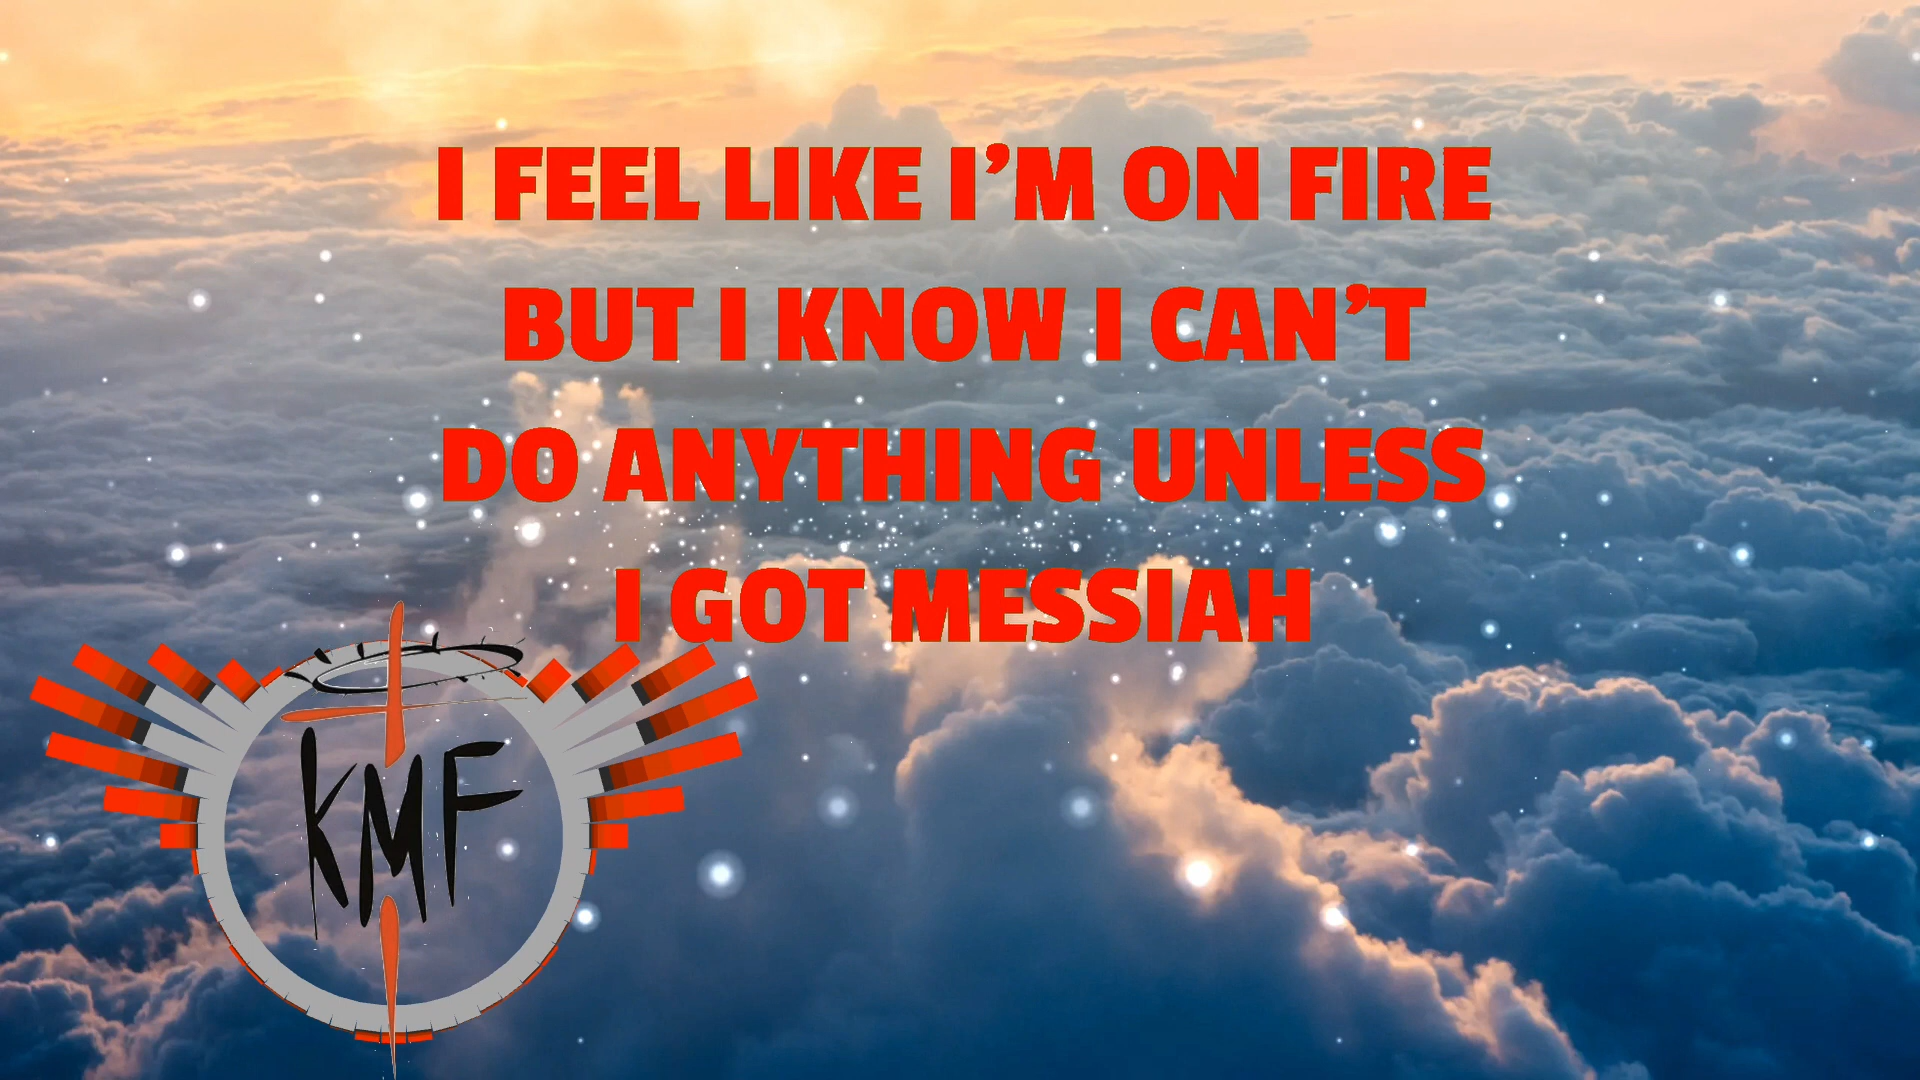 I FEEL LIKE I’M ON FIRE
BUT I KNOW I CAN’T
DO ANYTHING UNLESS
I GOT MESSIAH
KMF